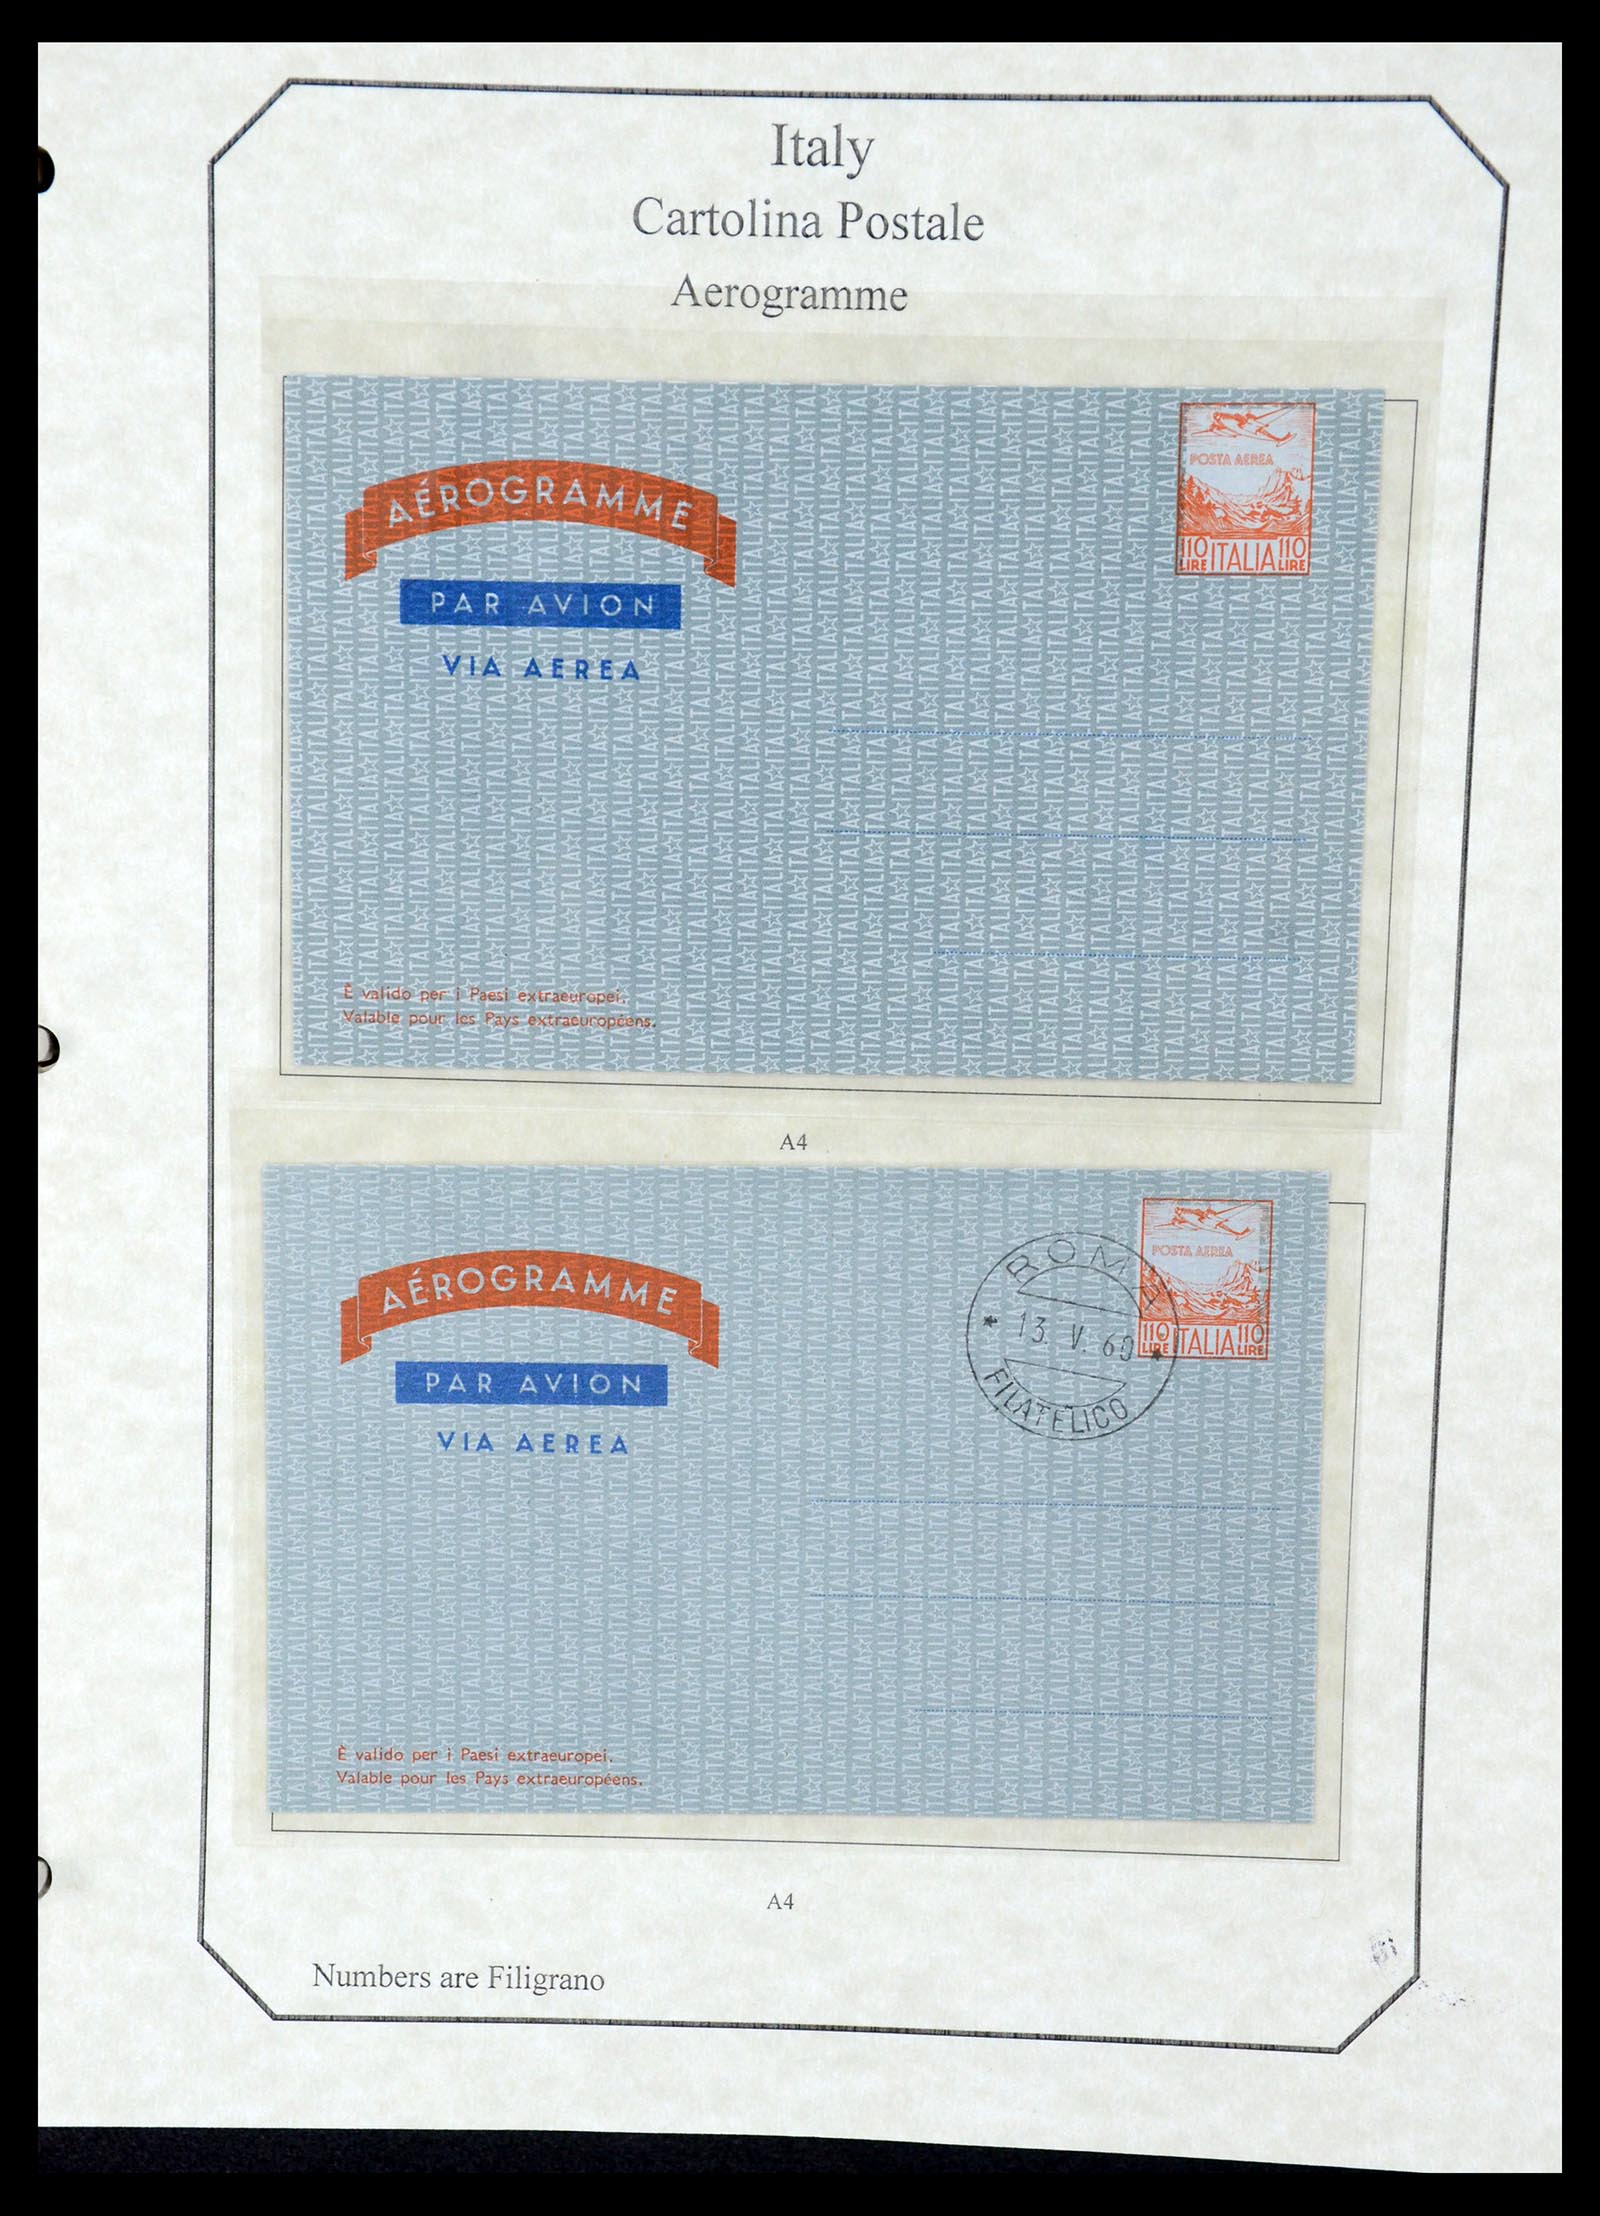 Italy
Cartolina Postale
Aerogramme
AÉROGRAMME
PAR AVION
VIA AEREA
POSTA AEREA
110 ITALIA 110
LIRE LIRE
È valido per i Paesi extraeuropei.
Valable pour les Pays extraeuropéens.
A4
AÉROGRAMME
PAR AVION
VIA AEREA
POSTA AEREA
110 ITALIA 110
LIRE LIRE
ROMA
* 13. V. 60 *
FILATELICO
È valido per i Paesi extraeuropei.
Valable pour les Pays extraeuropéens.
A4
Numbers are Filigrano